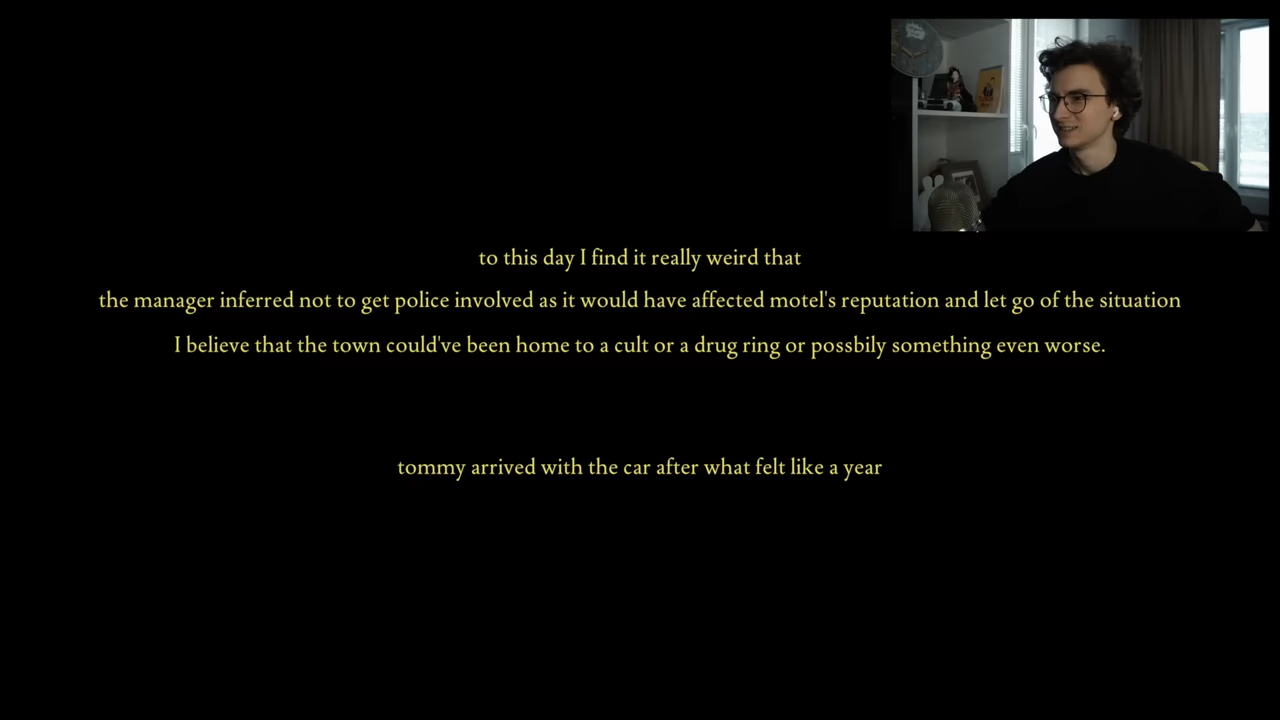 to this day I find it really weird that
the manager inferred not to get police involved as it would have affected motel's reputation and let go of the situation
I believe that the town could've been home to a cult or a drug ring or possbily something even worse.
tommy arrived with the car after what felt like a year